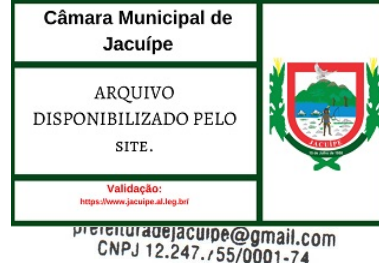 Câmara Municipal de
Jacuípe
ARQUIVO
DISPONIBILIZADO PELO
SITE.
Validação:
https://www.jacuipe.al.leg.br/
JACUÍPE
prefeituradejacuipe@gmail.com
CNPJ 12.247.755/0001-74